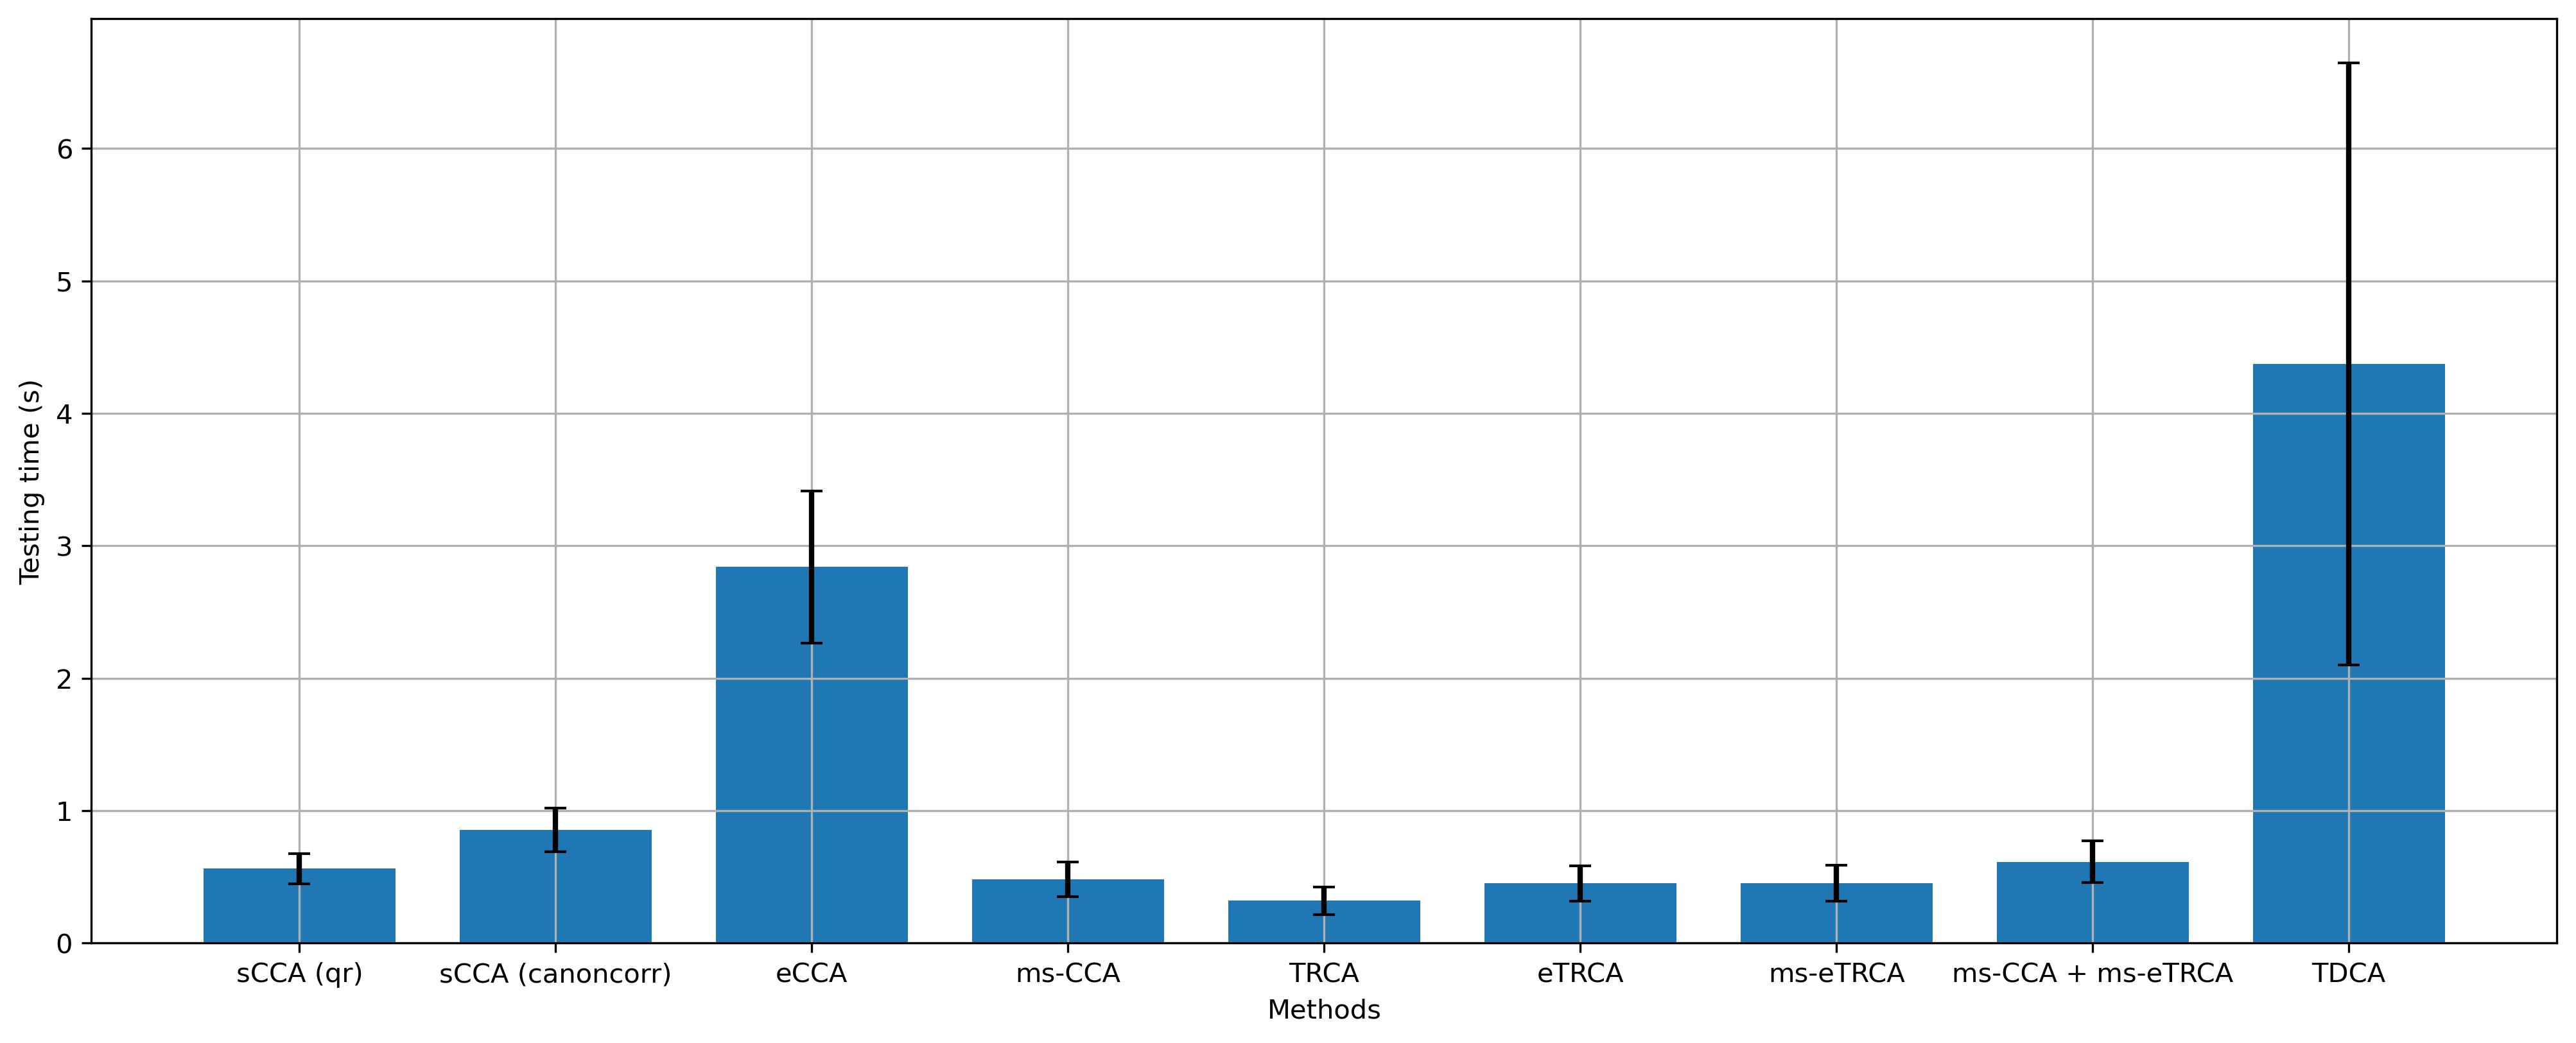 6
5
4
3
2
1
0
Testing time (s)
sCCA (qr) sCCA (canoncorr) eCCA ms-CCA TRCA eTRCA ms-eTRCA ms-CCA + ms-eTRCA TDCA
Methods